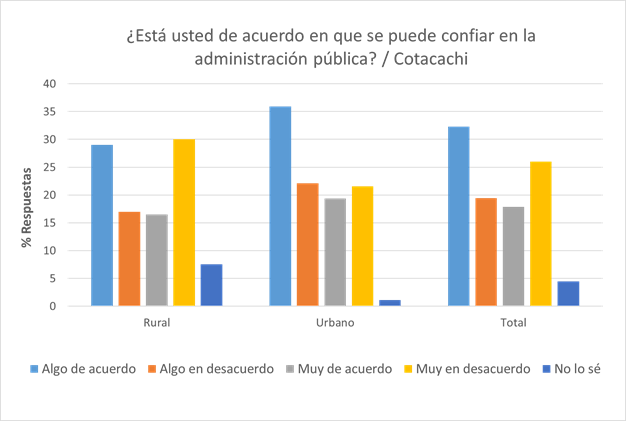 ¿Está usted de acuerdo en que se puede confiar en la
administración pública? / Cotacachi
40
35
30
25
20
15
10
5
0
% Respuestas
Rural Urbano Total
Algo de acuerdo Algo en desacuerdo Muy de acuerdo Muy en desacuerdo No lo sé